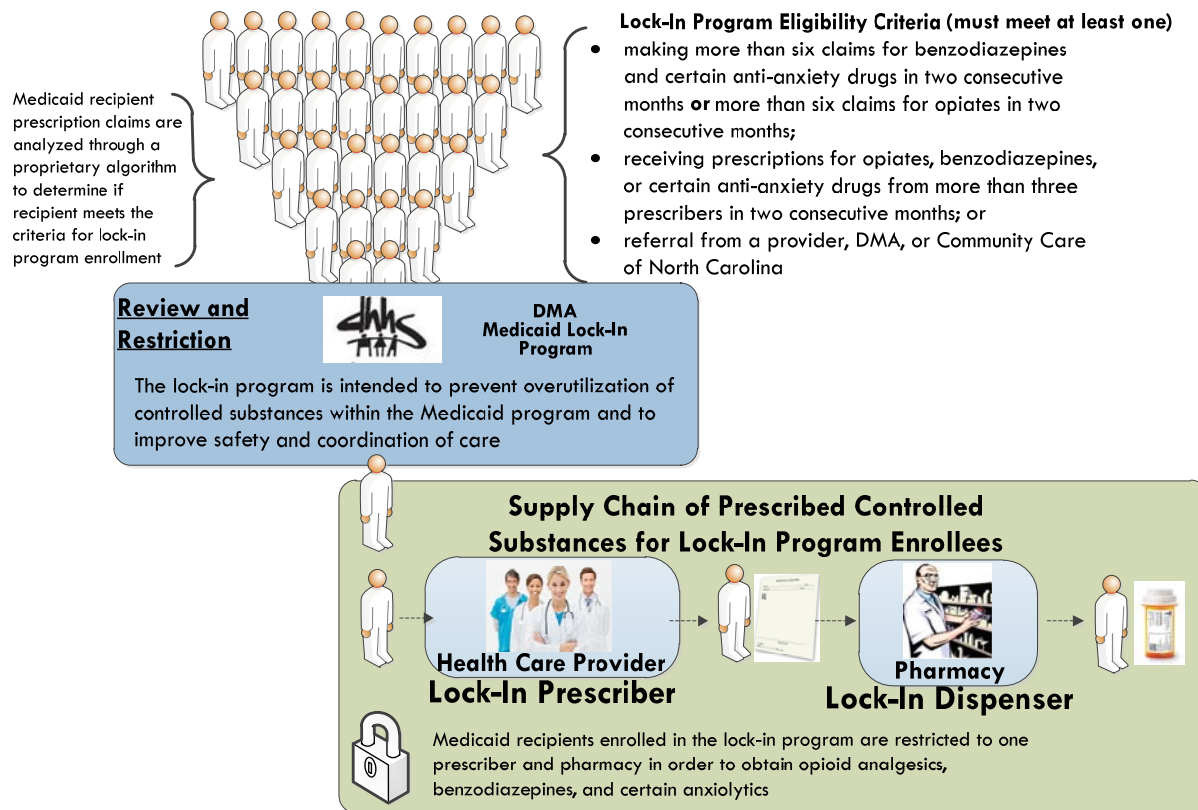 Medicaid recipient
prescription claims are
analyzed through a
proprietary algorithm
to determine if
recipient meets the
criteria for lock-in
program enrollment
Lock-In Program Eligibility Criteria (must meet at least one)
• making more than six claims for benzodiazepines
and certain anti-anxiety drugs in two consecutive
months or more than six claims for opiates in two
consecutive months;
• receiving prescriptions for opiates, benzodiazepines,
or certain anti-anxiety drugs from more than three
prescribers in two consecutive months; or
• referral from a provider, DMA, or Community Care
of North Carolina
Review and
Restriction
dhhs
DMA
Medicaid Lock-In
Program
The lock-in program is intended to prevent overutilization of
controlled substances within the Medicaid program and to
improve safety and coordination of care
Supply Chain of Prescribed Controlled
Substances for Lock-In Program Enrollees
Health Care Provider
Lock-In Prescriber
Pharmacy
Lock-In Dispenser
Medicaid recipients enrolled in the lock-in program are restricted to one
prescriber and pharmacy in order to obtain opioid analgesics,
benzodiazepines, and certain anxiolytics